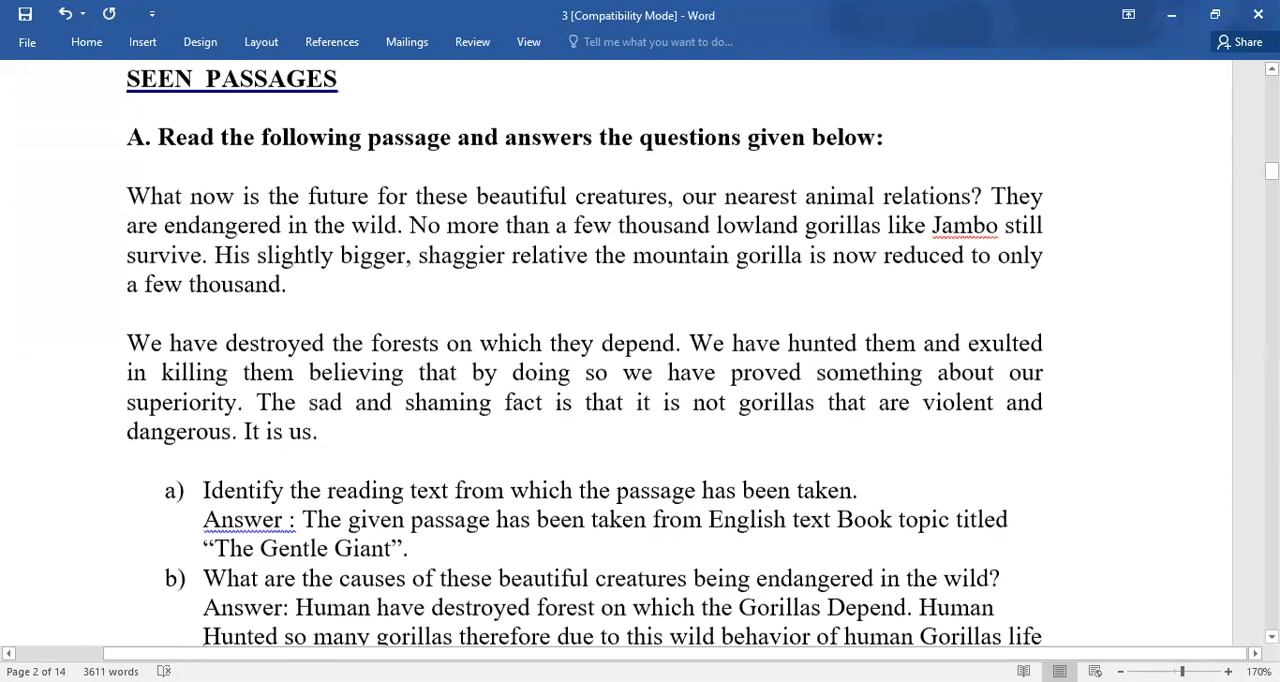 3 [Compatibility Mode] - Word
File Home Insert Design Layout References Mailings Review View Tell me what you want to do... Share
SEEN PASSAGES
A. Read the following passage and answers the questions given below:
What now is the future for these beautiful creatures, our nearest animal relations? They
are endangered in the wild. No more than a few thousand lowland gorillas like Jambo still
survive. His slightly bigger, shaggier relative the mountain gorilla is now reduced to only
a few thousand.
We have destroyed the forests on which they depend. We have hunted them and exulted
in killing them believing that by doing so we have proved something about our
superiority. The sad and shaming fact is that it is not gorillas that are violent and
dangerous. It is us.
a) Identify the reading text from which the passage has been taken.
Answer : The given passage has been taken from English text Book topic titled
“The Gentle Giant”.
b) What are the causes of these beautiful creatures being endangered in the wild?
Answer: Human have destroyed forest on which the Gorillas Depend. Human
Hunted so many gorillas therefore due to this wild behavior of human Gorillas life
Page 2 of 14 3611 words 170%